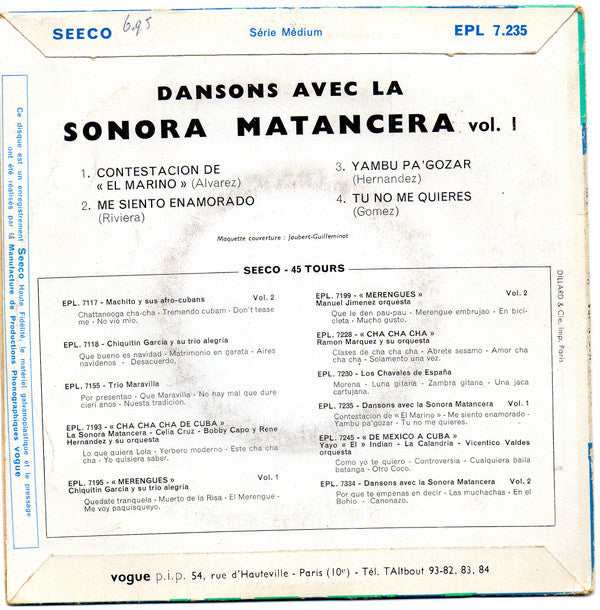 SEECO
6.95
Série Médium
EPL 7.235
DANSONS AVEC LA
SONORA MATANCERA vol. I
1. CONTESTACION DE
« EL MARINO » (Alvarez)
2. ME SIENTO ENAMORADO
(Riviera)
3. YAMBU PA'GOZAR
(Hernandez)
4. TU NO ME QUIERES
(Gomez)
Maquette couverture : Joubert-Guilleminot
SEECO - 45 TOURS
EPL. 7117 - Machito y sus afro-cubans Vol. 2
Chattanooga cha-cha - Tremendo cubam - Don't tease
me - No vio mio.
EPL. 7118 - Chiquitin Garcia y su trio alegria
Que bueno es navidad - Matrimonio en garata - Aires
navidenos - Desacuerdo.
EPL. 7155 - Trio Maravilla
Por presentao - Que Maravilla - No hay mal que dure
cieri anos - Nuesta tradicion.
EPL. 7193 - « CHA CHA CHA DE CUBA »
La Sonora Matancera - Celia Cruz - Bobby Capo y Rene
Hernandez y su orquesta
Lo que quiera Lola - Yerbero moderno - Este cha cha
cha - Yo quisiera saber.
EPL. 7195 - « MERENGUES » Vol. 1
Chiquitin Garcia y su trio alegria
Quedate tranquela - Muerto de la Risa - El Merengue -
Me voy paquisqueyo.
EPL. 7199 - « MERENGUES » Vol. 2
Manuel Jimenez orquesta
Que le den pau-pau - Merengue embrujao - En bici-
cleta - Mucho gusto.
EPL. 7228 - « CHA CHA CHA »
Ramon Marquez y su orquesta
Clases de cha cha cha - Abrete sesamo - Amor cha
cha cha - Solamento una vez.
EPL. 7230 - Los Chavales de España
Morena - Luna gitana - Zambra gitana - Una jaca
cartujana.
EPL. 7235 - Dansons avec la Sonora Matancera Vol. 1
Contestacion de « El Marino » - Me siento enamorado -
Yambu pa'gozar - Tu no me quieres.
EPL. 7245 - « DE MEXICO A CUBA »
Yayo « El » Indian - La Calandria - Vicentico Valdes
orquesta
Como yo te quiero - Controversia - Cualquiera baila
batanga - Otro Coco.
EPL. 7334 - Dansons avec la Sonora Matancera Vol. 2
Por que te empenas en decir - Las muchachas - En el
Bohio - Canonazo.
Ce disque est un enregistrement Seeco Haute Fidélité, le matériel galvanoplastique et le pressage
ont été réalisés par la Manufacture de Productions Phonographiques vogue
DILLARD & Cie. Imp. Paris
vogue p.i.p. 54, rue d'Hauteville - Paris (10e) - Tél. TAItbout 93-82, 83, 84